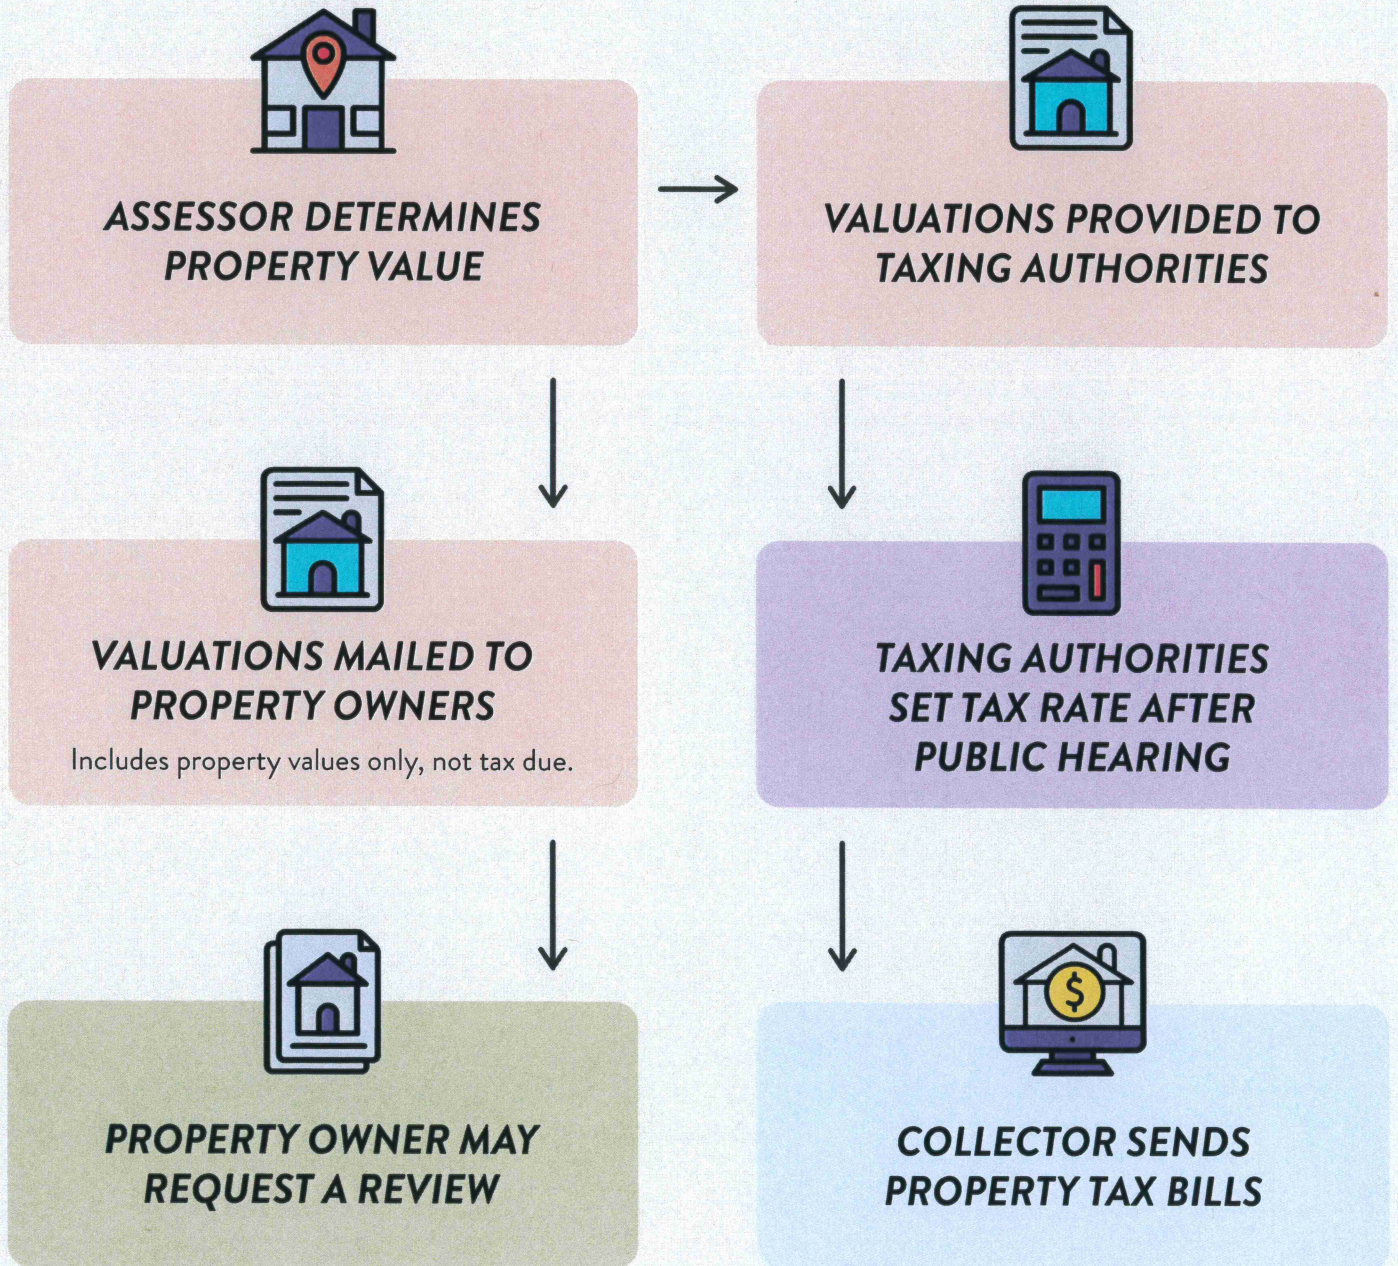 ASSESSOR DETERMINES
PROPERTY VALUE
VALUATIONS PROVIDED TO
TAXING AUTHORITIES
VALUATIONS MAILED TO
PROPERTY OWNERS
Includes property values only, not tax due.
TAXING AUTHORITIES
SET TAX RATE AFTER
PUBLIC HEARING
PROPERTY OWNER MAY
REQUEST A REVIEW
COLLECTOR SENDS
PROPERTY TAX BILLS